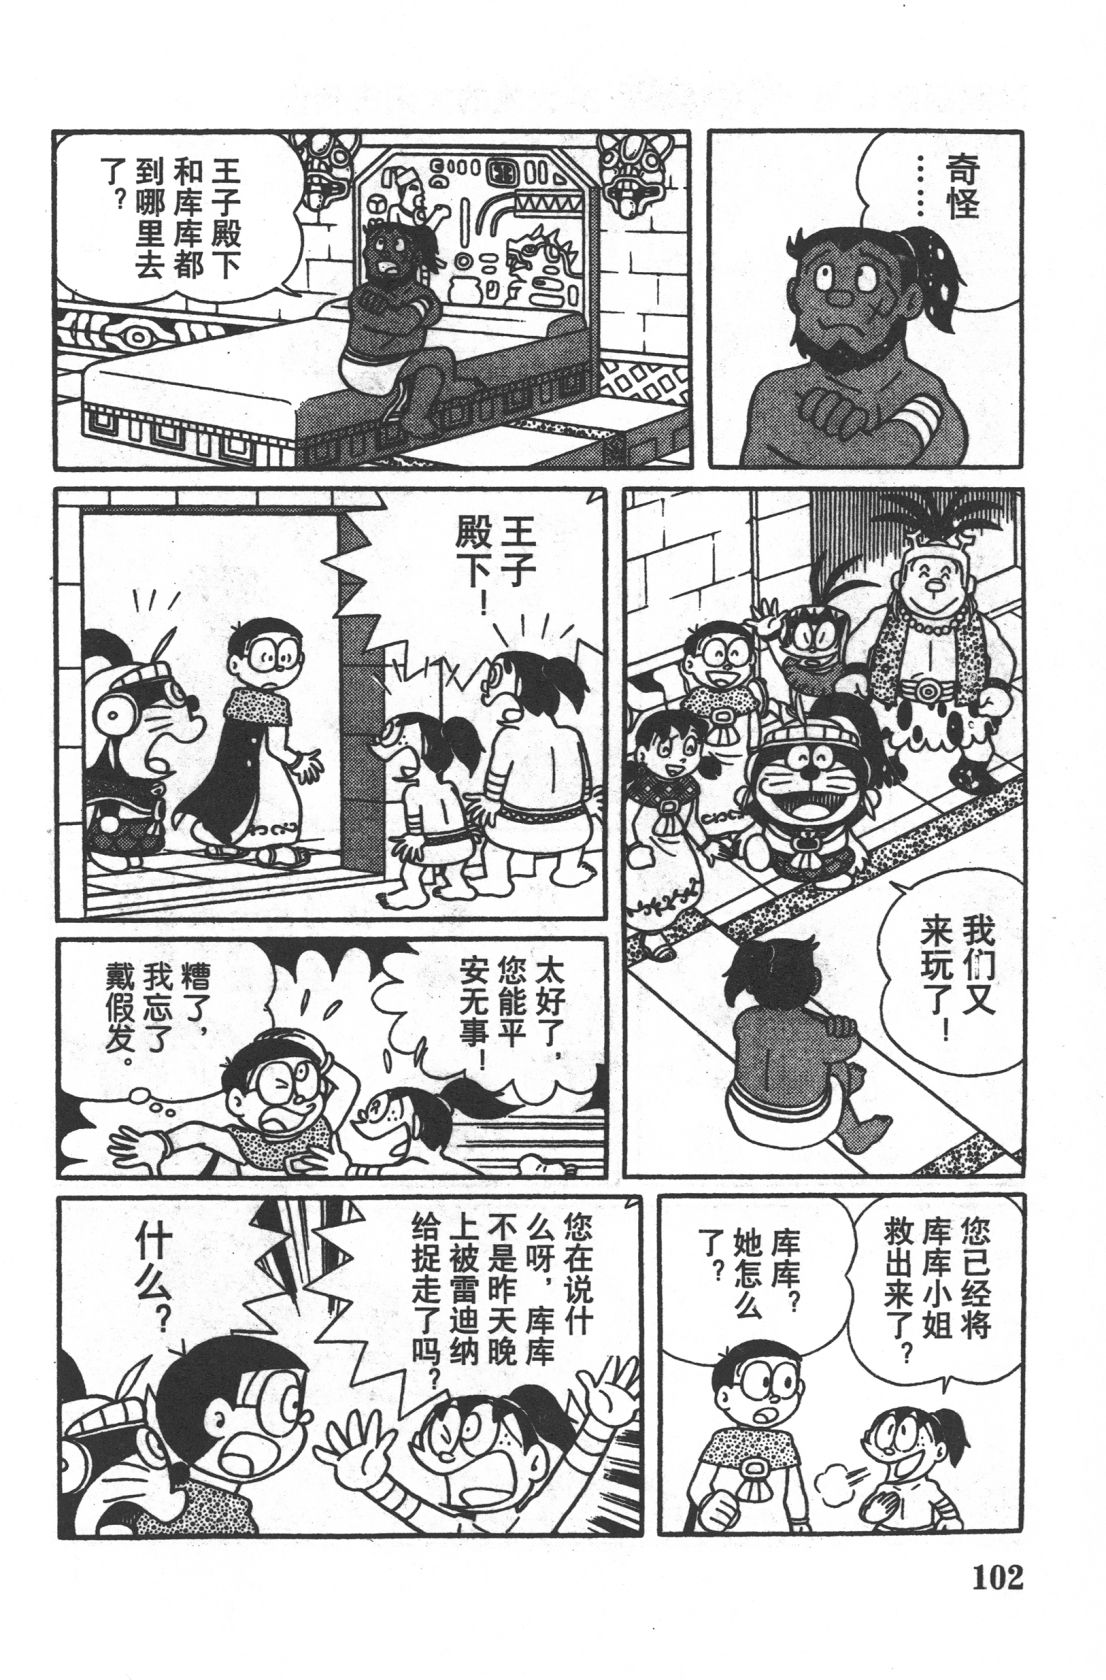 奇怪
……
王子殿下
和库库都
到哪里去
了？
我们又
来玩了！
王子
殿下！
太好了，
您能平
安无事！
糟了，
我忘了
戴假发。
您已经将
库库小姐
救出来了？
库库？
她怎么
了？
您在说什
么呀，库库
不是昨天晚
上被雷迪纳
给捉走了吗？
什
么？
102